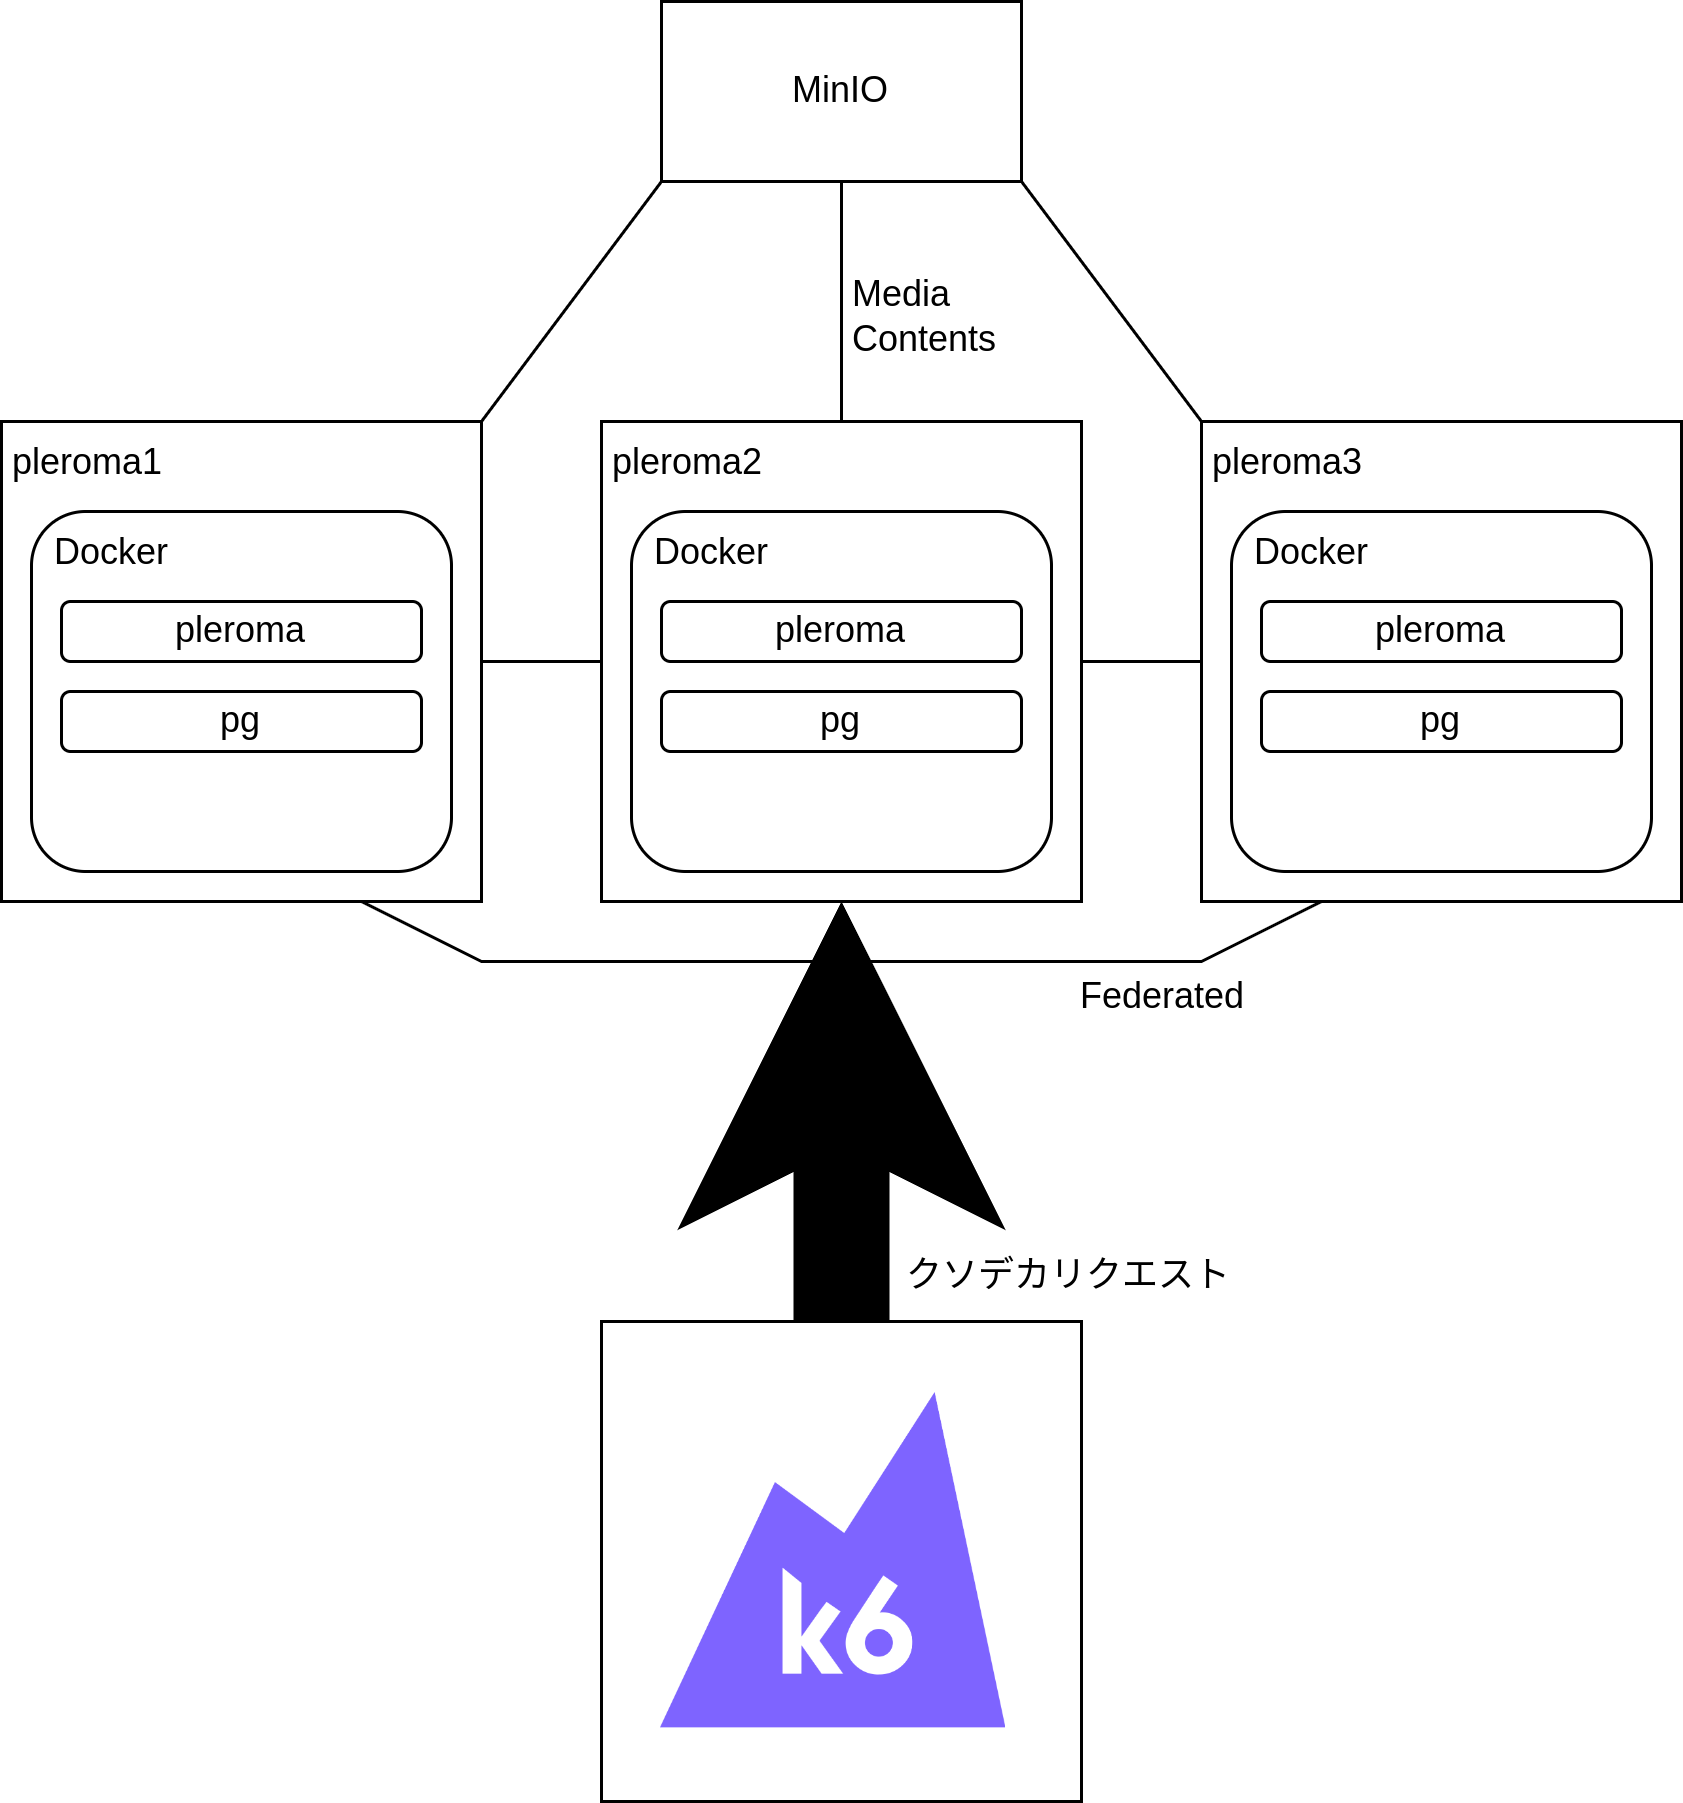 MinIO
Media
Contents
pleroma1
Docker
pleroma
pg
pleroma2
Docker
pleroma
pg
pleroma3
Docker
pleroma
pg
Federated
クソデカリクエスト
k6